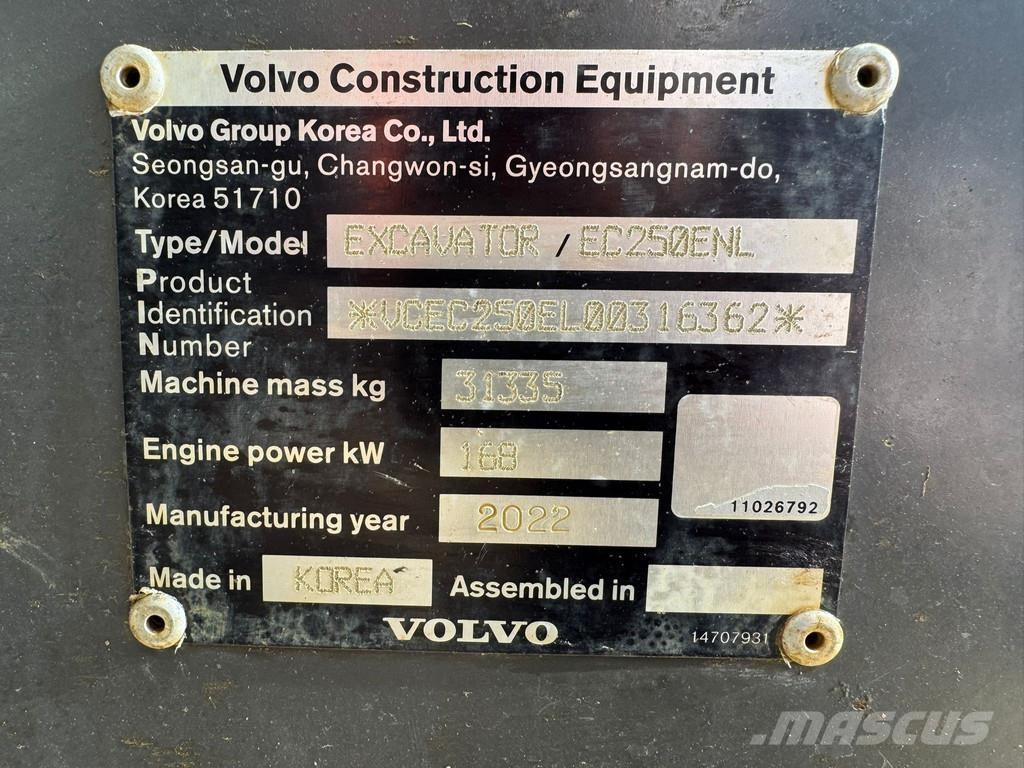 Volvo Construction Equipment
Volvo Group Korea Co., Ltd.
Seongsan-gu, Changwon-si, Gyeongsangnam-do,
Korea 51710
Type/Model EXCAVATOR / EC250ENL
Product
Identification *VCEC250EL00316362*
Number
Machine mass kg 31335
Engine power kW 168
11026792
Manufacturing year 2022
Made in KOREA Assembled in
VOLVO 14707931
MASCUS